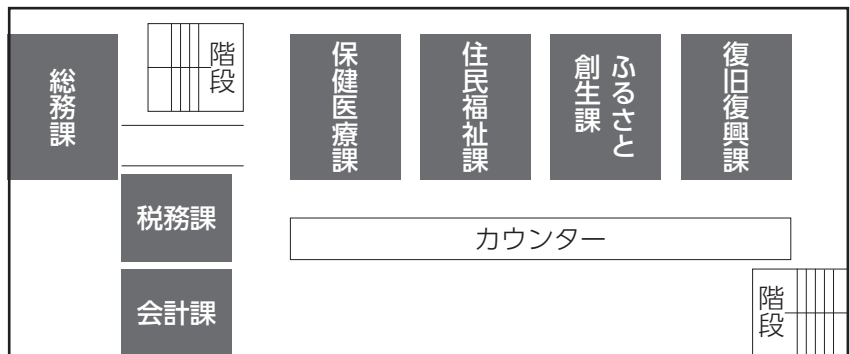 総務課
階段
保健医療課
住民福祉課
ふるさと
創生課
復旧復興課
税務課
カウンター
会計課
階段